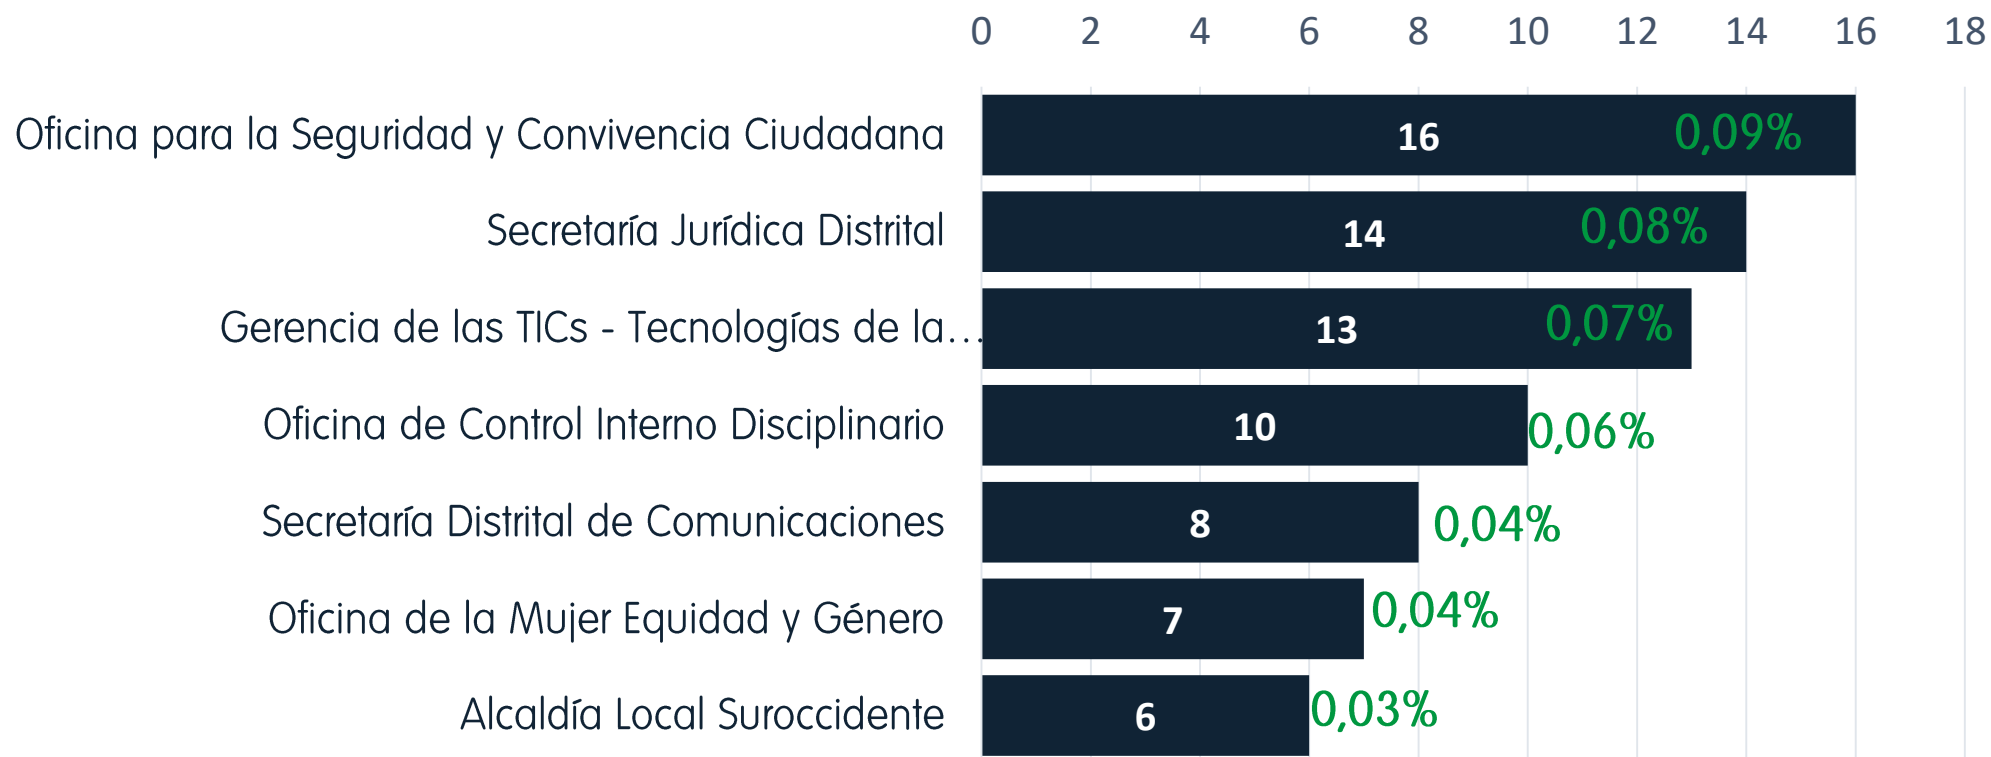 0 2 4 6 8 10 12 14 16 18
Oficina para la Seguridad y Convivencia Ciudadana 16 0,09%
Secretaría Jurídica Distrital 14 0,08%
Gerencia de las TICs - Tecnologías de la... 13 0,07%
Oficina de Control Interno Disciplinario 10 0,06%
Secretaría Distrital de Comunicaciones 8 0,04%
Oficina de la Mujer Equidad y Género 7 0,04%
Alcaldía Local Suroccidente 6 0,03%